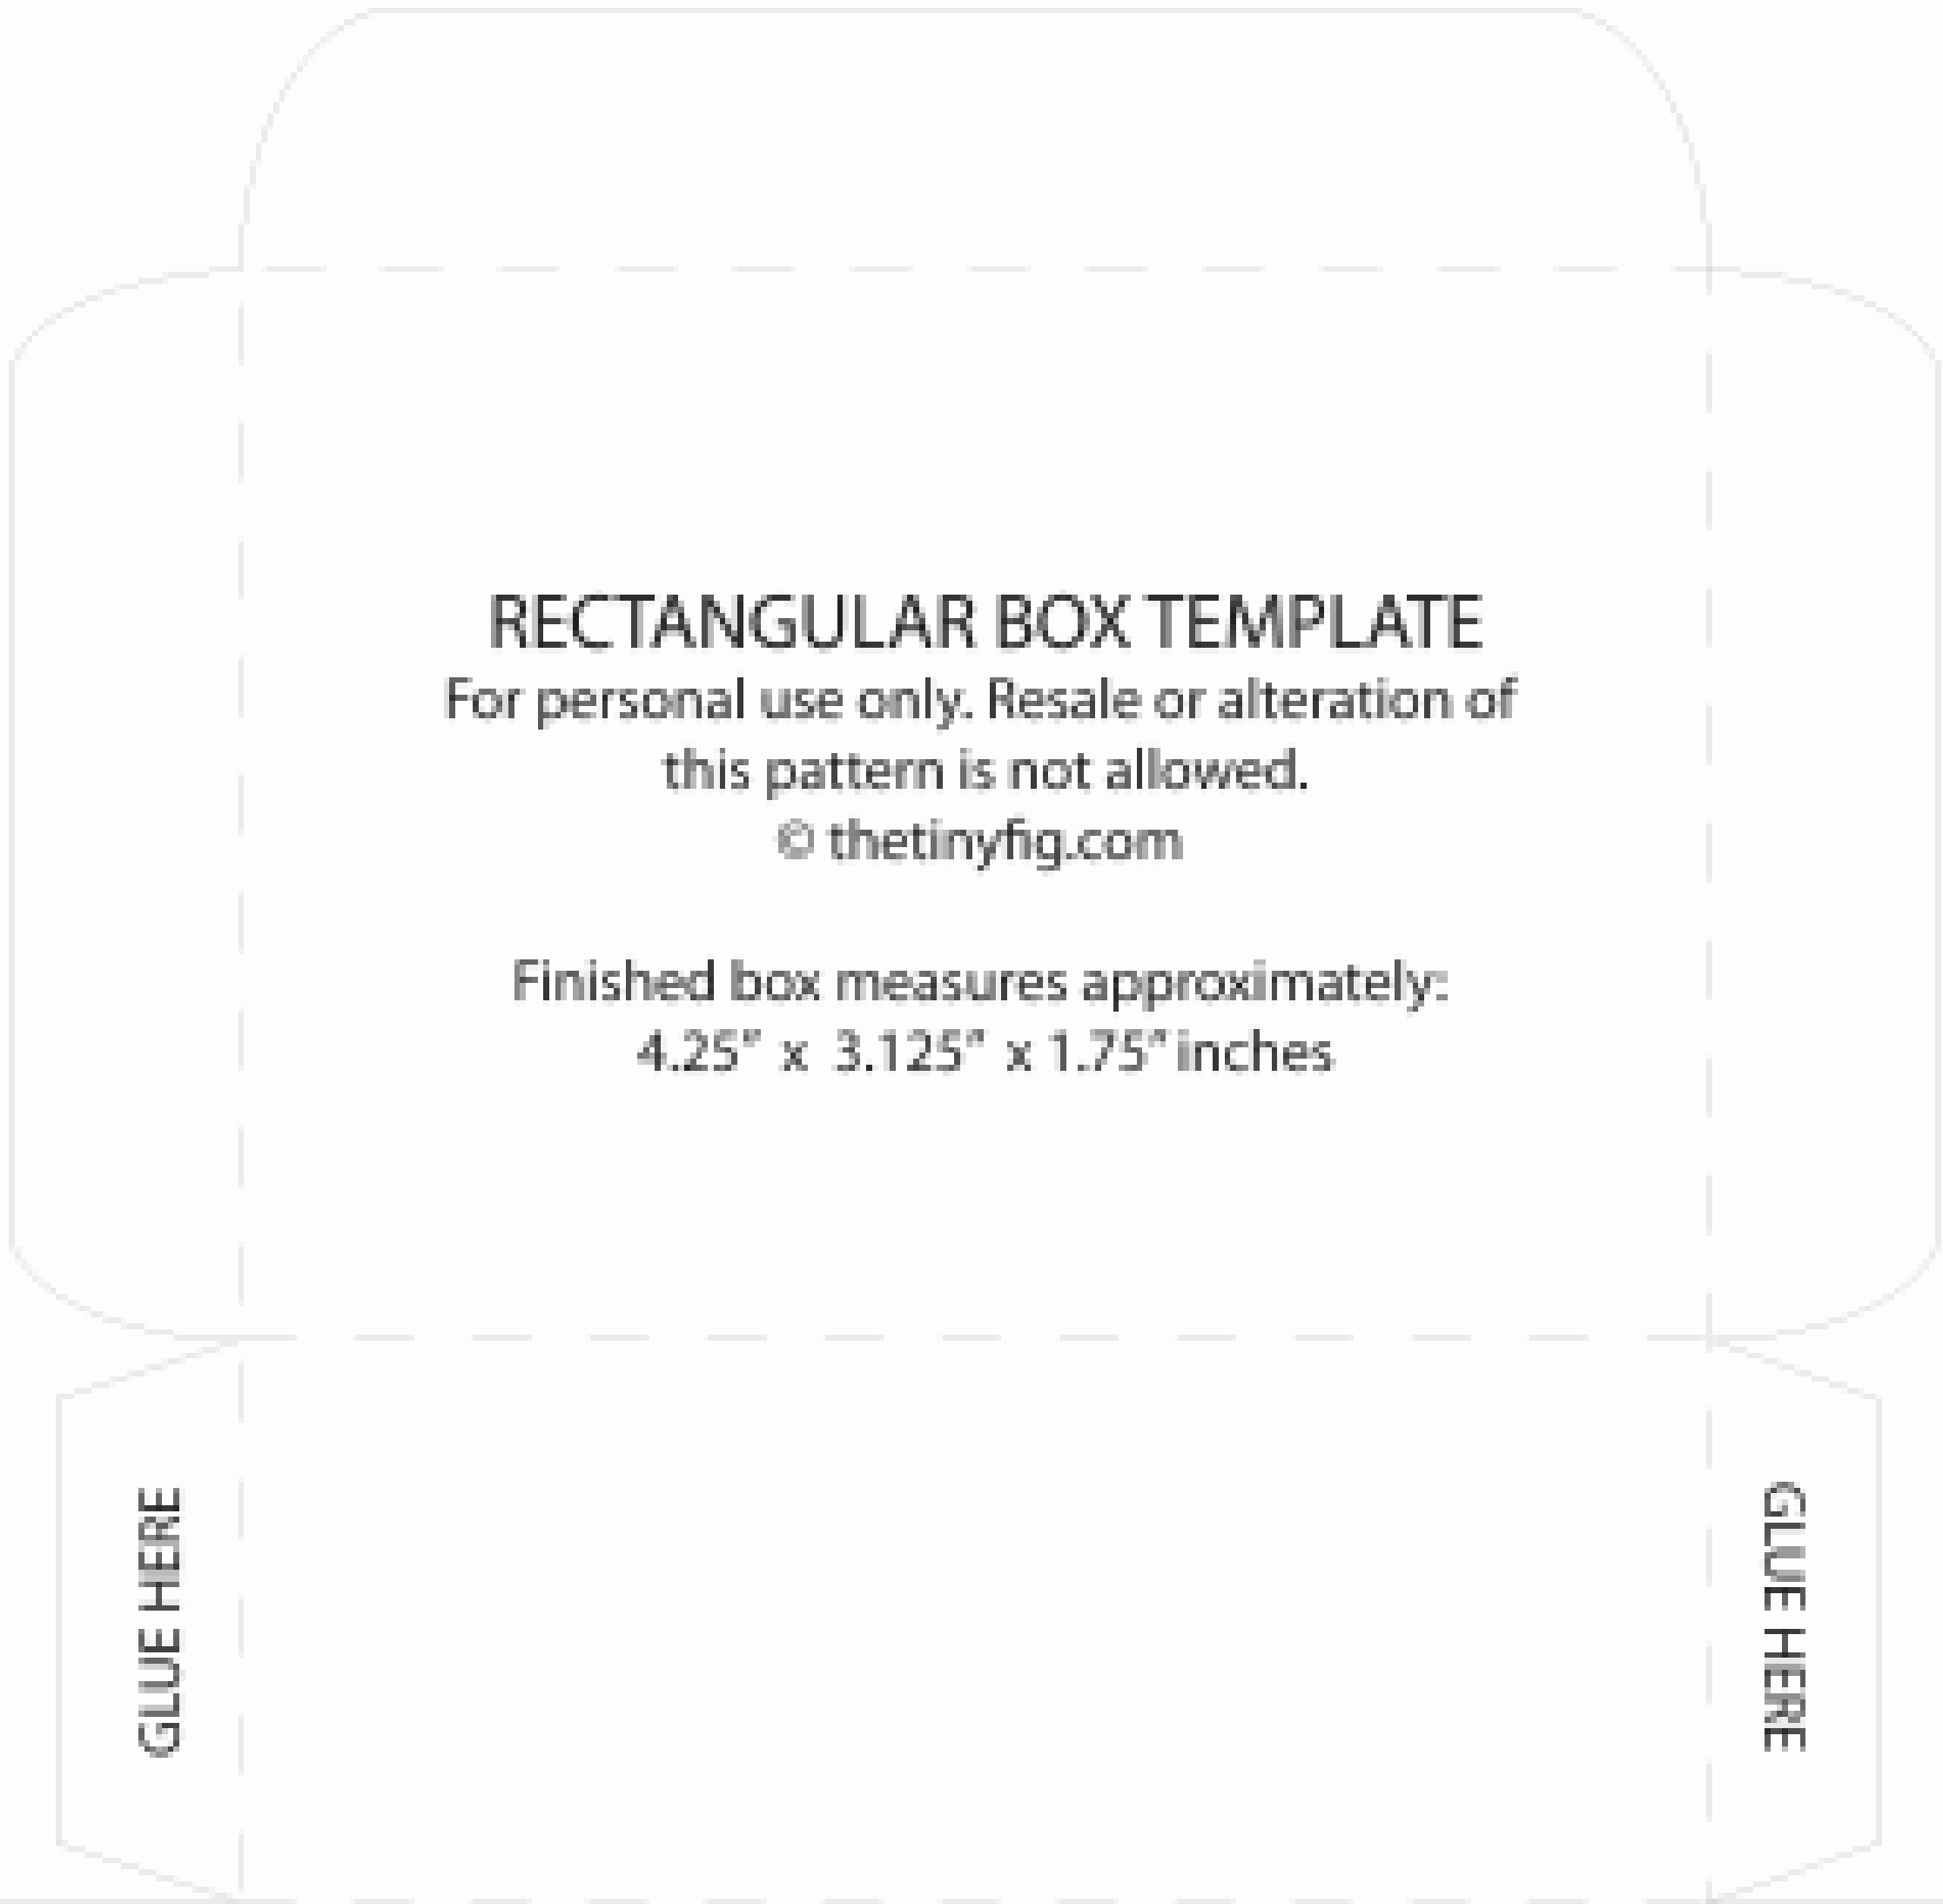 RECTANGULAR BOX TEMPLATE
For personal use only. Resale or alteration of
this pattern is not allowed.
© thetinyfig.com
Finished box measures approximately:
4.25" x 3.125" x 1.75" inches
GLUE HERE
GLUE HERE